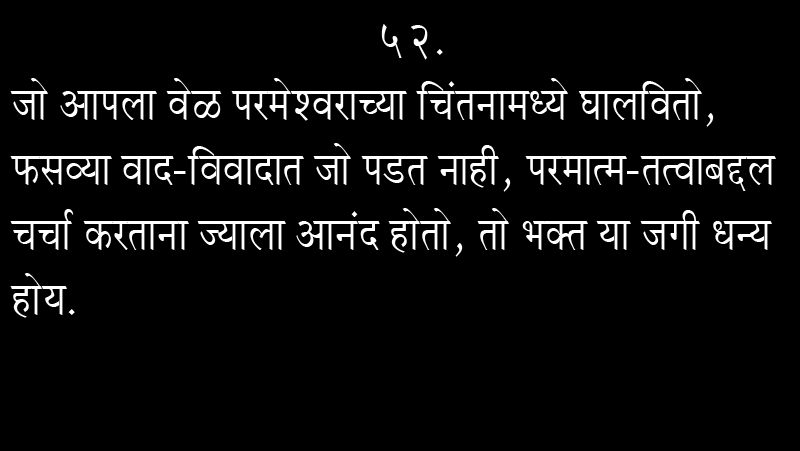 ५२.
जो आपला वेळ परमेश्वराच्या चिंतनामध्ये घालवितो,
फसव्या वाद-विवादात जो पडत नाही, परमात्म-तत्वाबद्दल
चर्चा करताना ज्याला आनंद होतो, तो भक्त या जगी धन्य
होय.